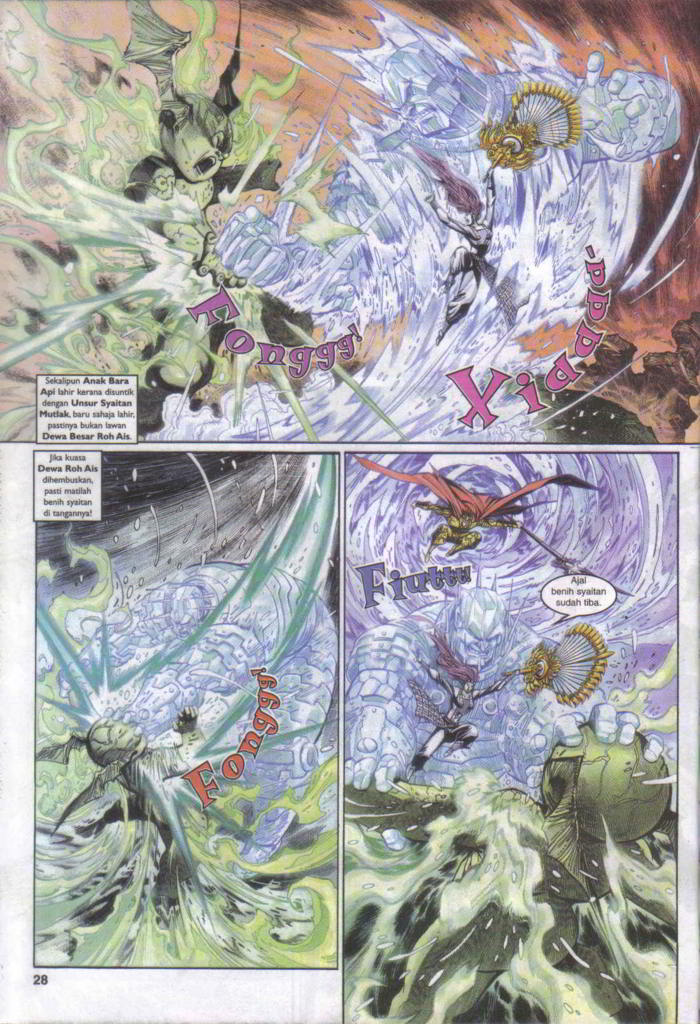 Fonggg!
Yiddd-
dd-
Sekalipun Anak Bara
Api lahir kerana disuntik
dengan Unsur Syaitan
Mutlak, baru sahaja lahir,
pastinya bukan lawan
Dewa Besar Roh Ais.
Jika kuasa
Dewa Roh Ais
dihembuskan,
pasti matilah
benih syaitan
di tangannya!
Fonggg!
Fiuttt!
Ajal
benih syaitan
sudah tiba.
28